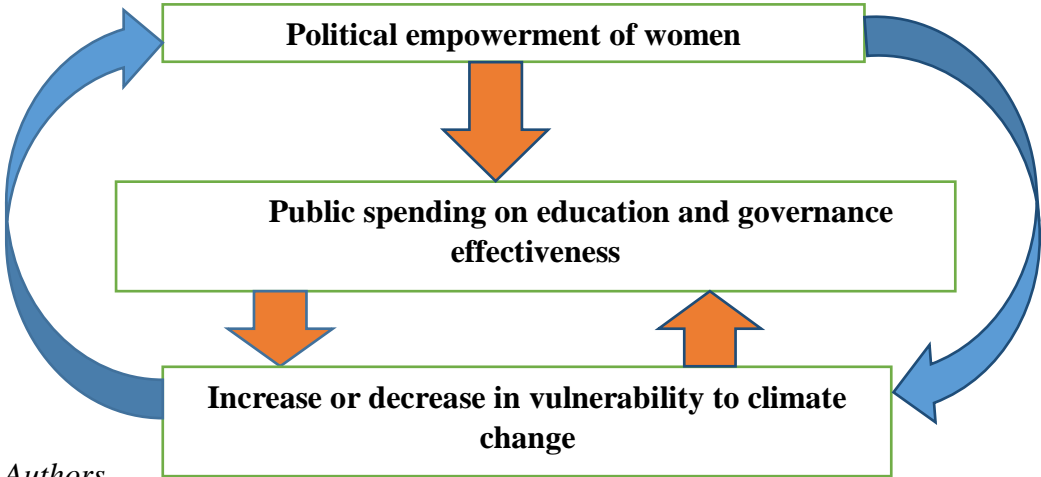 Political empowerment of women
Public spending on education and governance
effectiveness
Increase or decrease in vulnerability to climate
change
Authors